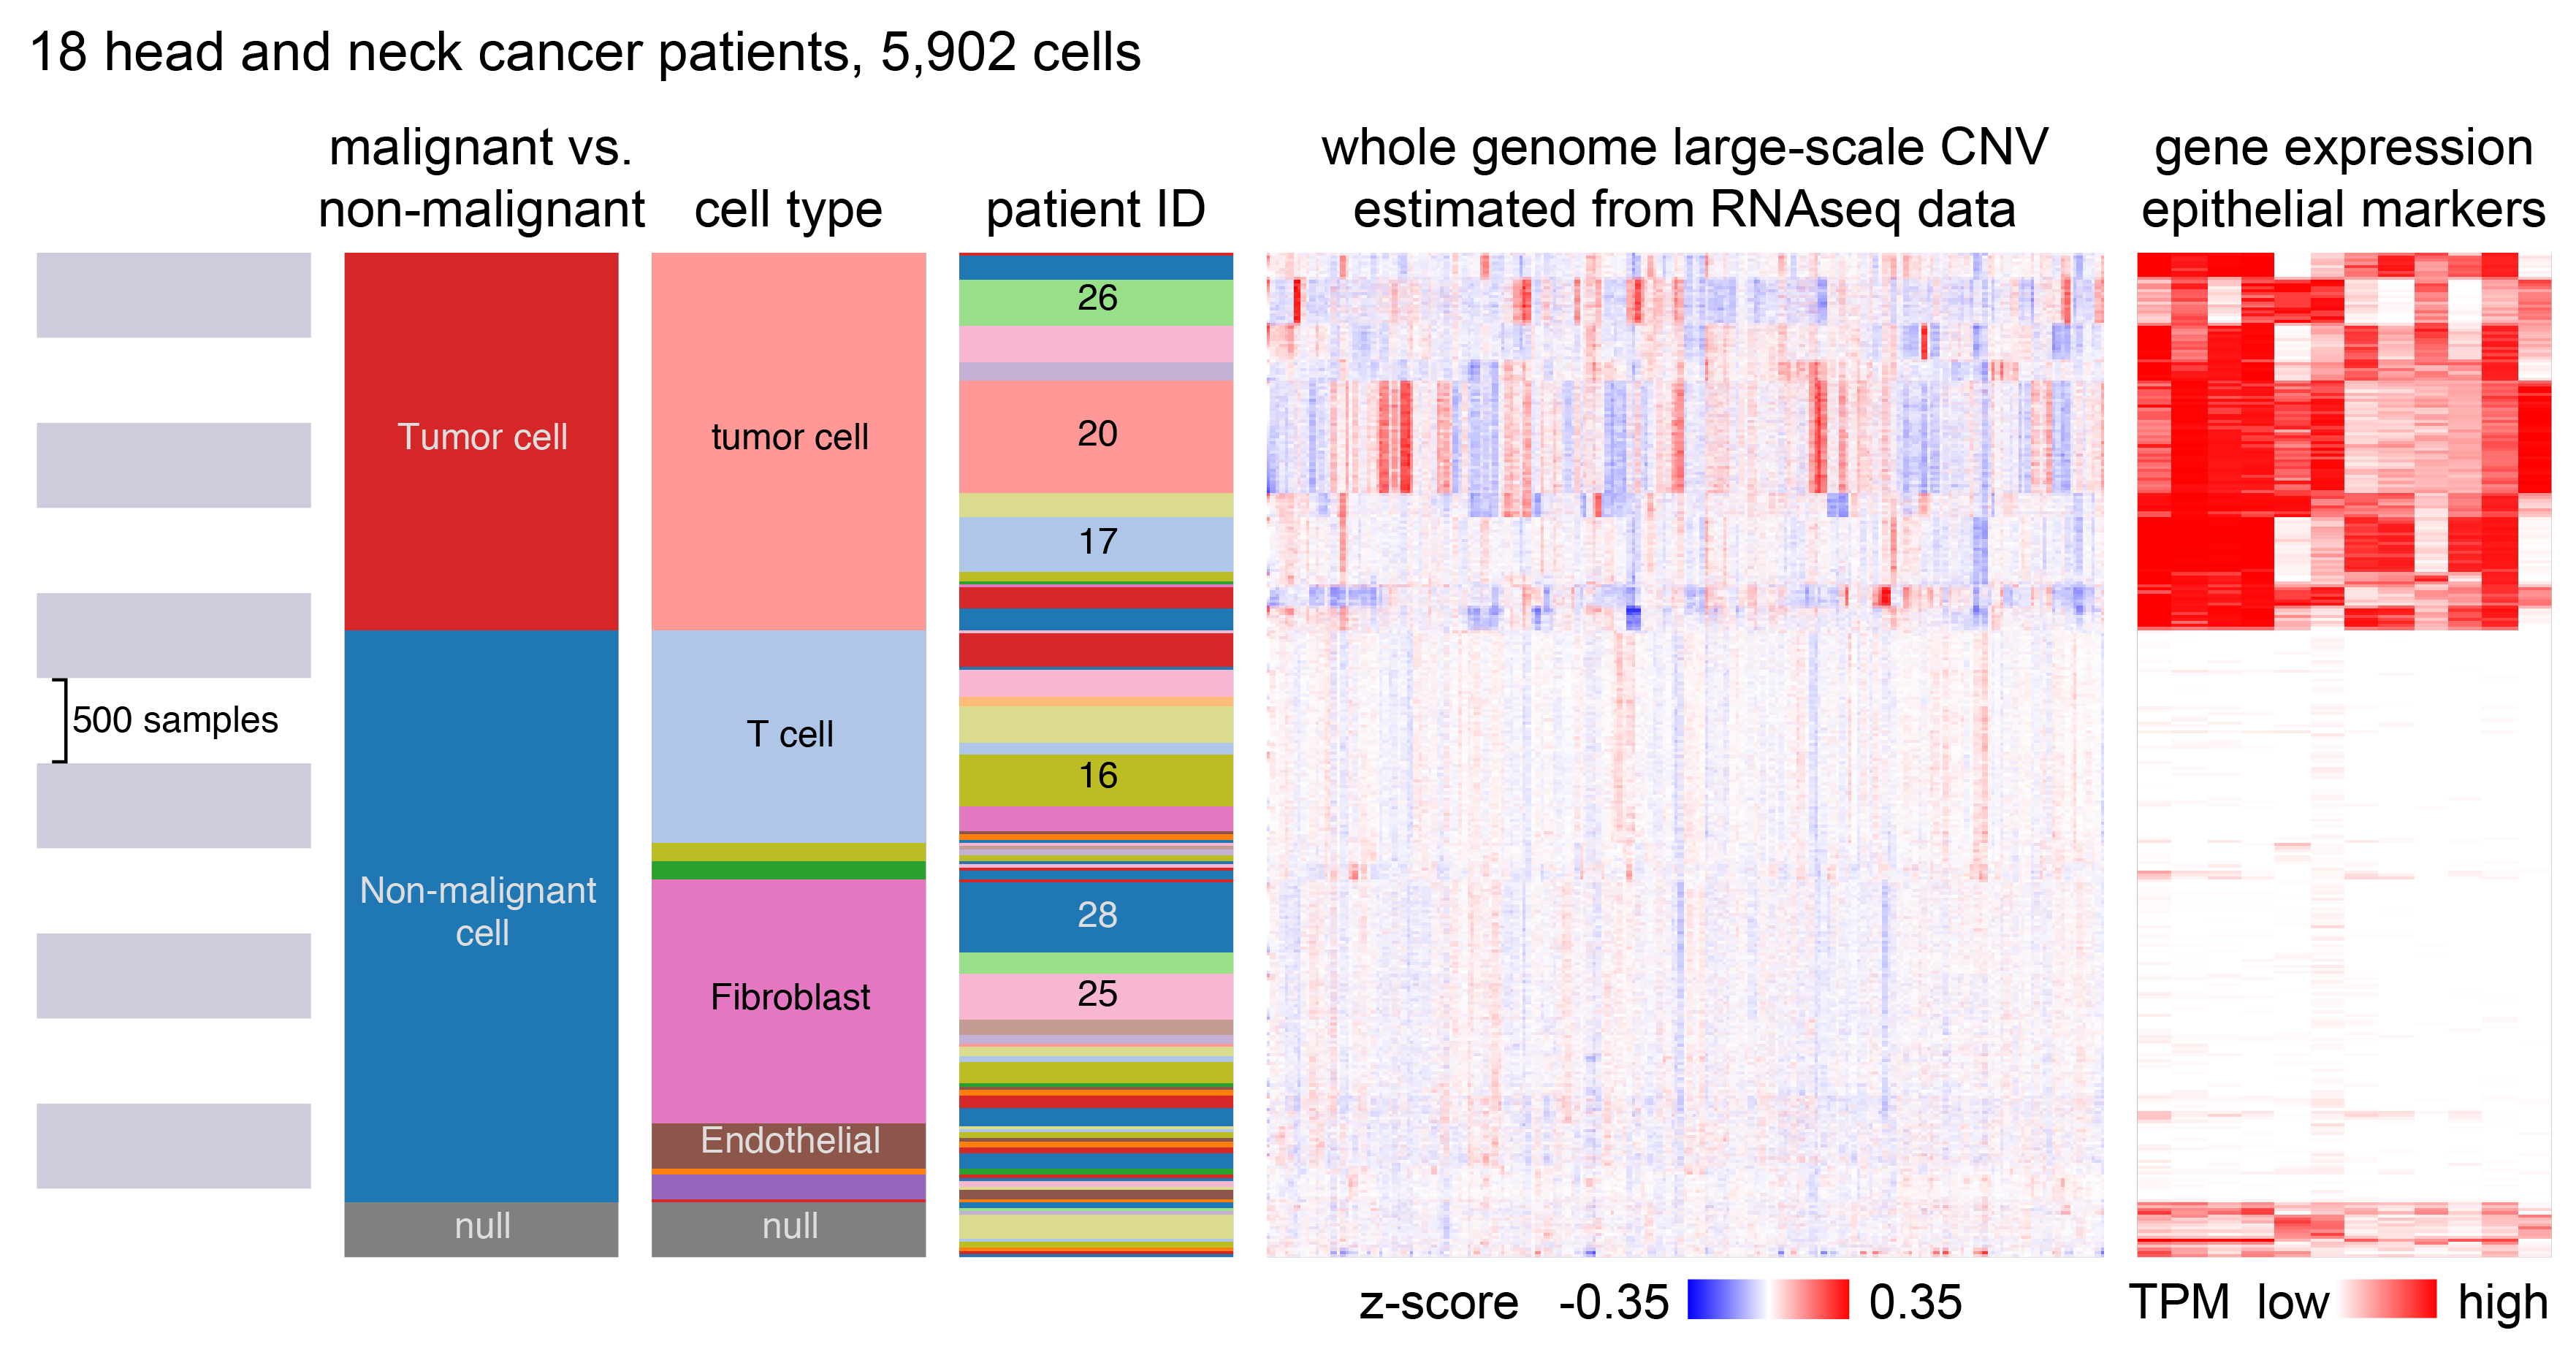 18 head and neck cancer patients, 5,902 cells
malignant vs.
non-malignant
cell type
patient ID
whole genome large-scale CNV
estimated from RNAseq data
gene expression
epithelial markers
500 samples
Tumor cell
Non-malignant
cell
null
tumor cell
T cell
Fibroblast
Endothelial
null
26
20
17
16
28
25
z-score -0.35 0.35
TPM low high